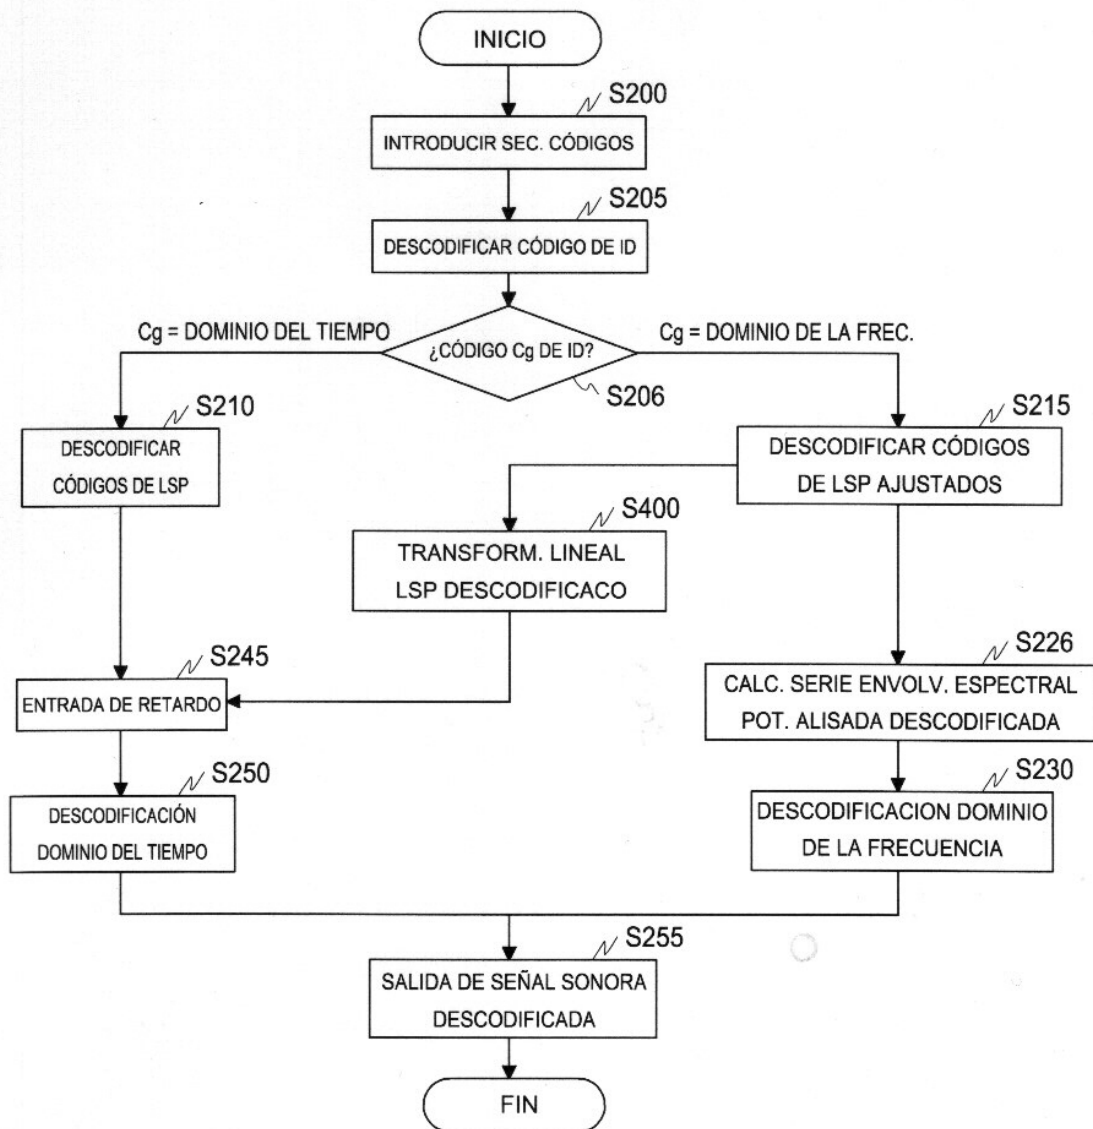 INICIO
S200
INTRODUCIR SEC. CÓDIGOS
S205
DESCODIFICAR CÓDIGO DE ID
Cg = DOMINIO DEL TIEMPO
¿CÓDIGO Cg DE ID?
Cg = DOMINIO DE LA FREC.
S206
S210
DESCODIFICAR
CÓDIGOS DE LSP
S215
DESCODIFICAR CÓDIGOS
DE LSP AJUSTADOS
S400
TRANSFORM. LINEAL
LSP DESCODIFICACO
S245
ENTRADA DE RETARDO
S226
CALC. SERIE ENVOLV. ESPECTRAL
POT. ALISADA DESCODIFICADA
S250
DESCODIFICACIÓN
DOMINIO DEL TIEMPO
S230
DESCODIFICACION DOMINIO
DE LA FRECUENCIA
S255
SALIDA DE SEÑAL SONORA
DESCODIFICADA
FIN